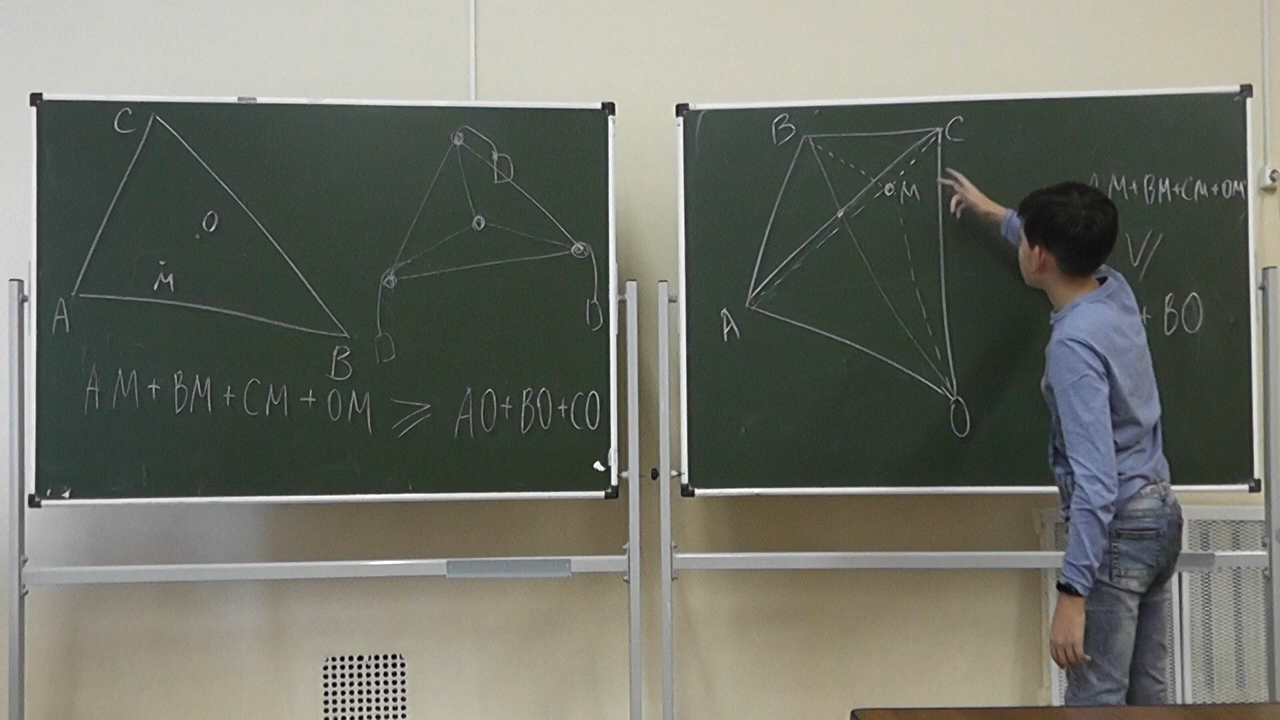 C
O
M
A
B
D
D
D
AM+BM+CM+OM ⩾ AO+BO+CO
B C
M
A
O
AM+BM+CM+OM
V/
+ BO